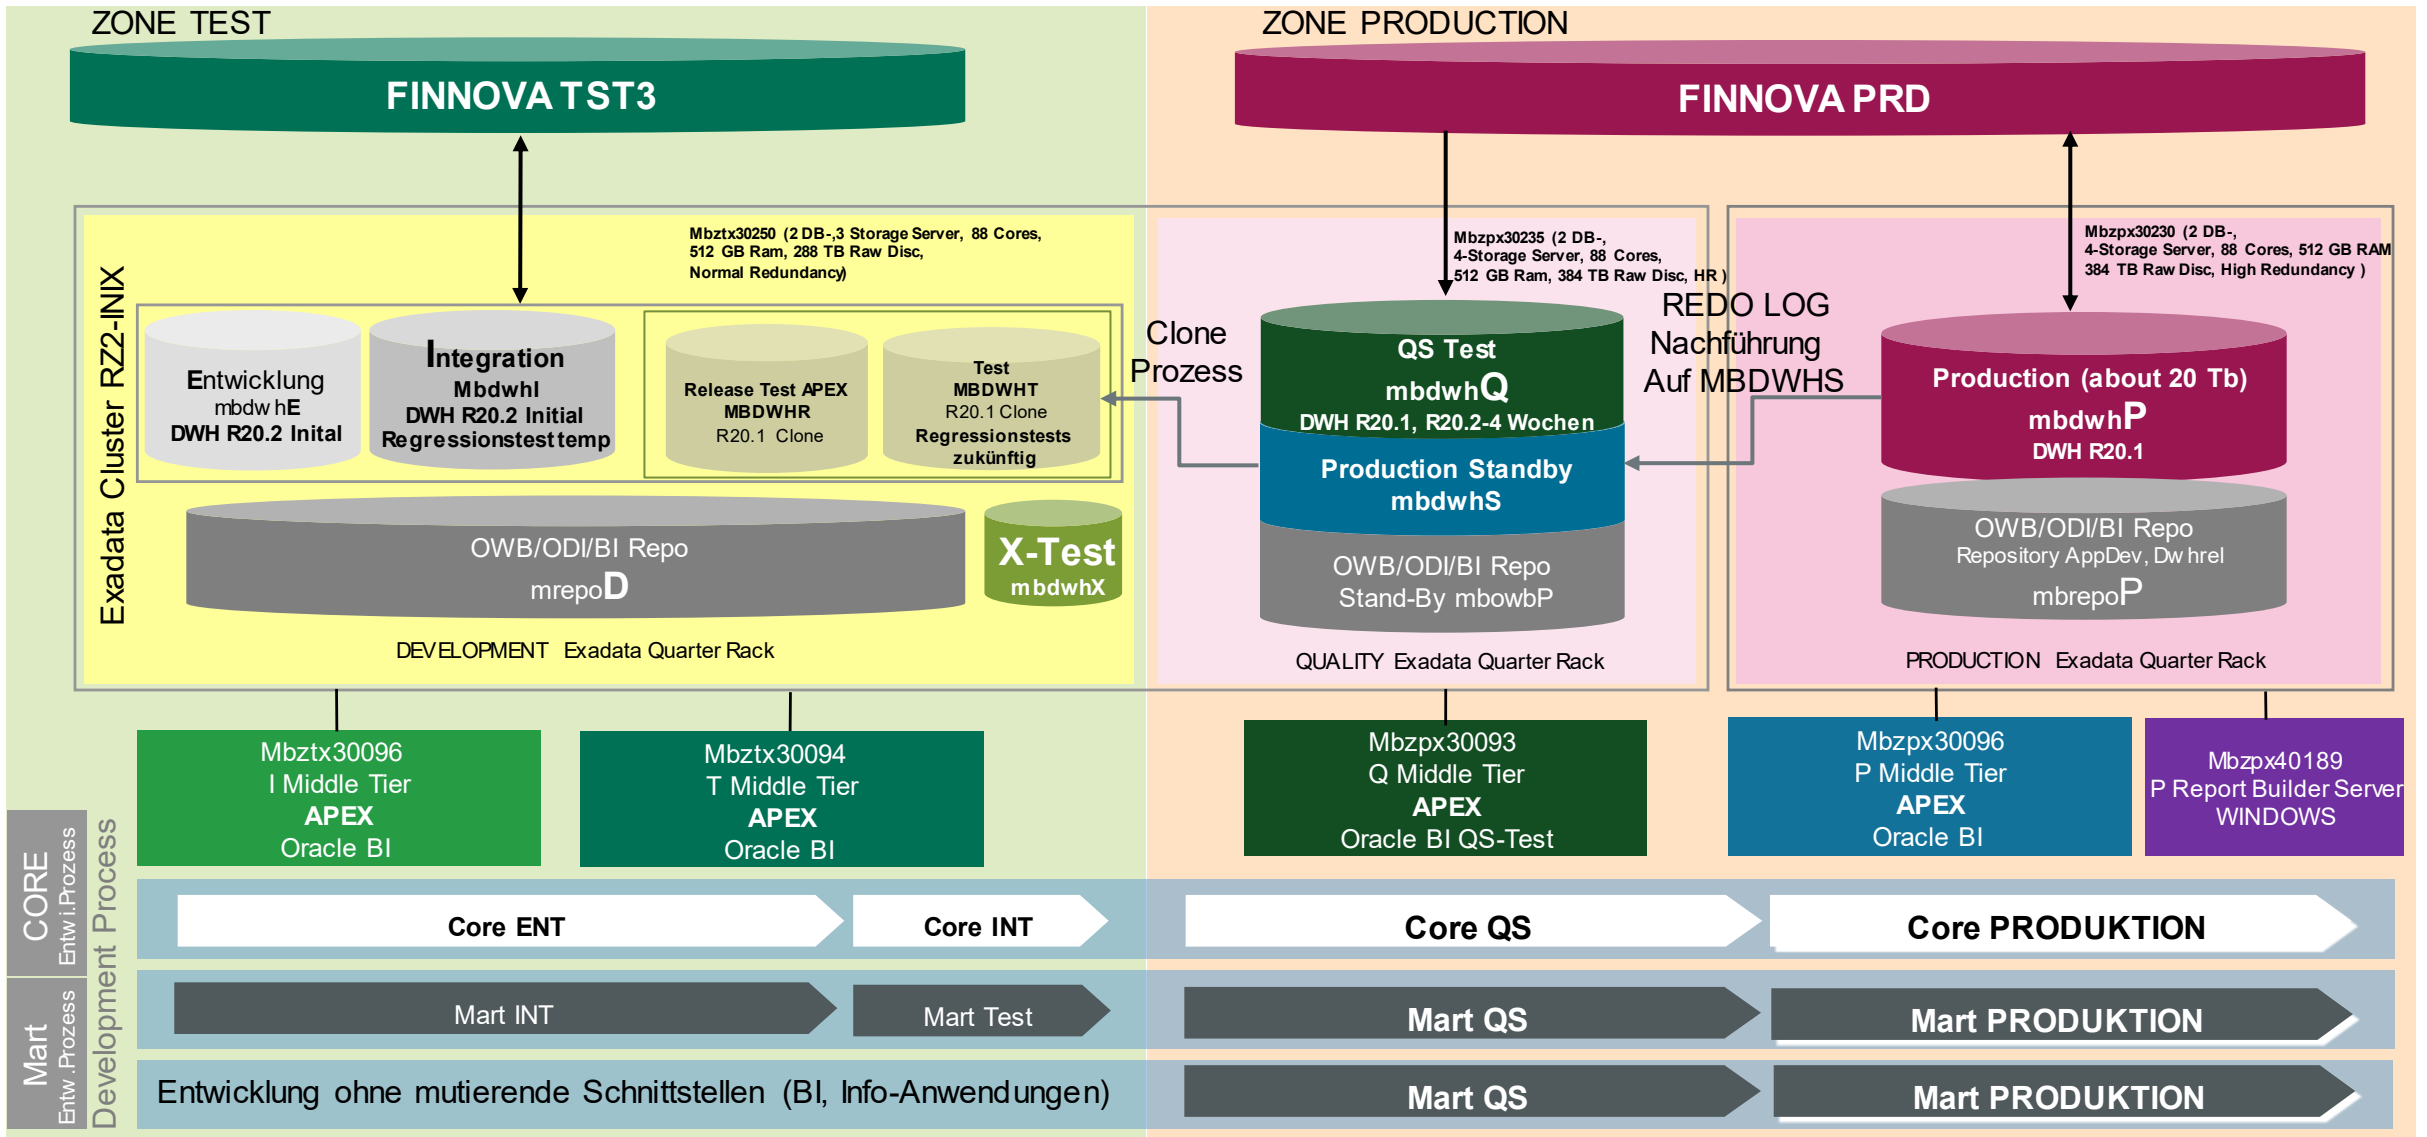 ZONE TEST
ZONE PRODUCTION
FINNOVA TST3
FINNOVA PRD
Exadata Cluster RZ2-INIX
Mbztx30250 (2 DB-,3 Storage Server, 88 Cores,
512 GB Ram, 288 TB Raw Disc,
Normal Redundancy)
Mbzpx30235 (2 DB-,
4-Storage Server, 88 Cores,
512 GB Ram, 384 TB Raw Disc, HR )
Mbzpx30230 (2 DB-,
4-Storage Server, 88 Cores, 512 GB RAM
384 TB Raw Disc, High Redundancy )
Entwicklung
mbdwhE
DWH R20.2 Inital
Integration
MbdwhI
DWH R20.2 Initial
Regressionstest temp
Release Test APEX
MBDWHR
R20.1 Clone
Test
MBDWHT
R20.1 Clone
Regressionstests
zukünftig
Clone
Prozess
QS Test
mbdwhQ
DWH R20.1, R20.2-4 Wochen
Production Standby
mbdwhS
OWB/ODI/BI Repo
Stand-By mbowbP
REDO LOG
Nachführung
Auf MBDWHS
Production (about 20 Tb)
mbdwhP
DWH R20.1
OWB/ODI/BI Repo
Repository AppDev, Dwhrel
mbrepoP
OWB/ODI/BI Repo
mrepoD
X-Test
mbdwhX
DEVELOPMENT Exadata Quarter Rack
QUALITY Exadata Quarter Rack
PRODUCTION Exadata Quarter Rack
Mbztx30096
I Middle Tier
APEX
Oracle BI
Mbztx30094
T Middle Tier
APEX
Oracle BI
Mbzpx30093
Q Middle Tier
APEX
Oracle BI QS-Test
Mbzpx30096
P Middle Tier
APEX
Oracle BI
Mbzpx40189
P Report Builder Server
WINDOWS
CORE
Entwi.Prozess
Mart
Entw.Prozess
Development Process
Core ENT
Core INT
Core QS
Core PRODUKTION
Mart INT
Mart Test
Mart QS
Mart PRODUKTION
Entwicklung ohne mutierende Schnittstellen (BI, Info-Anwendungen)
Mart QS
Mart PRODUKTION